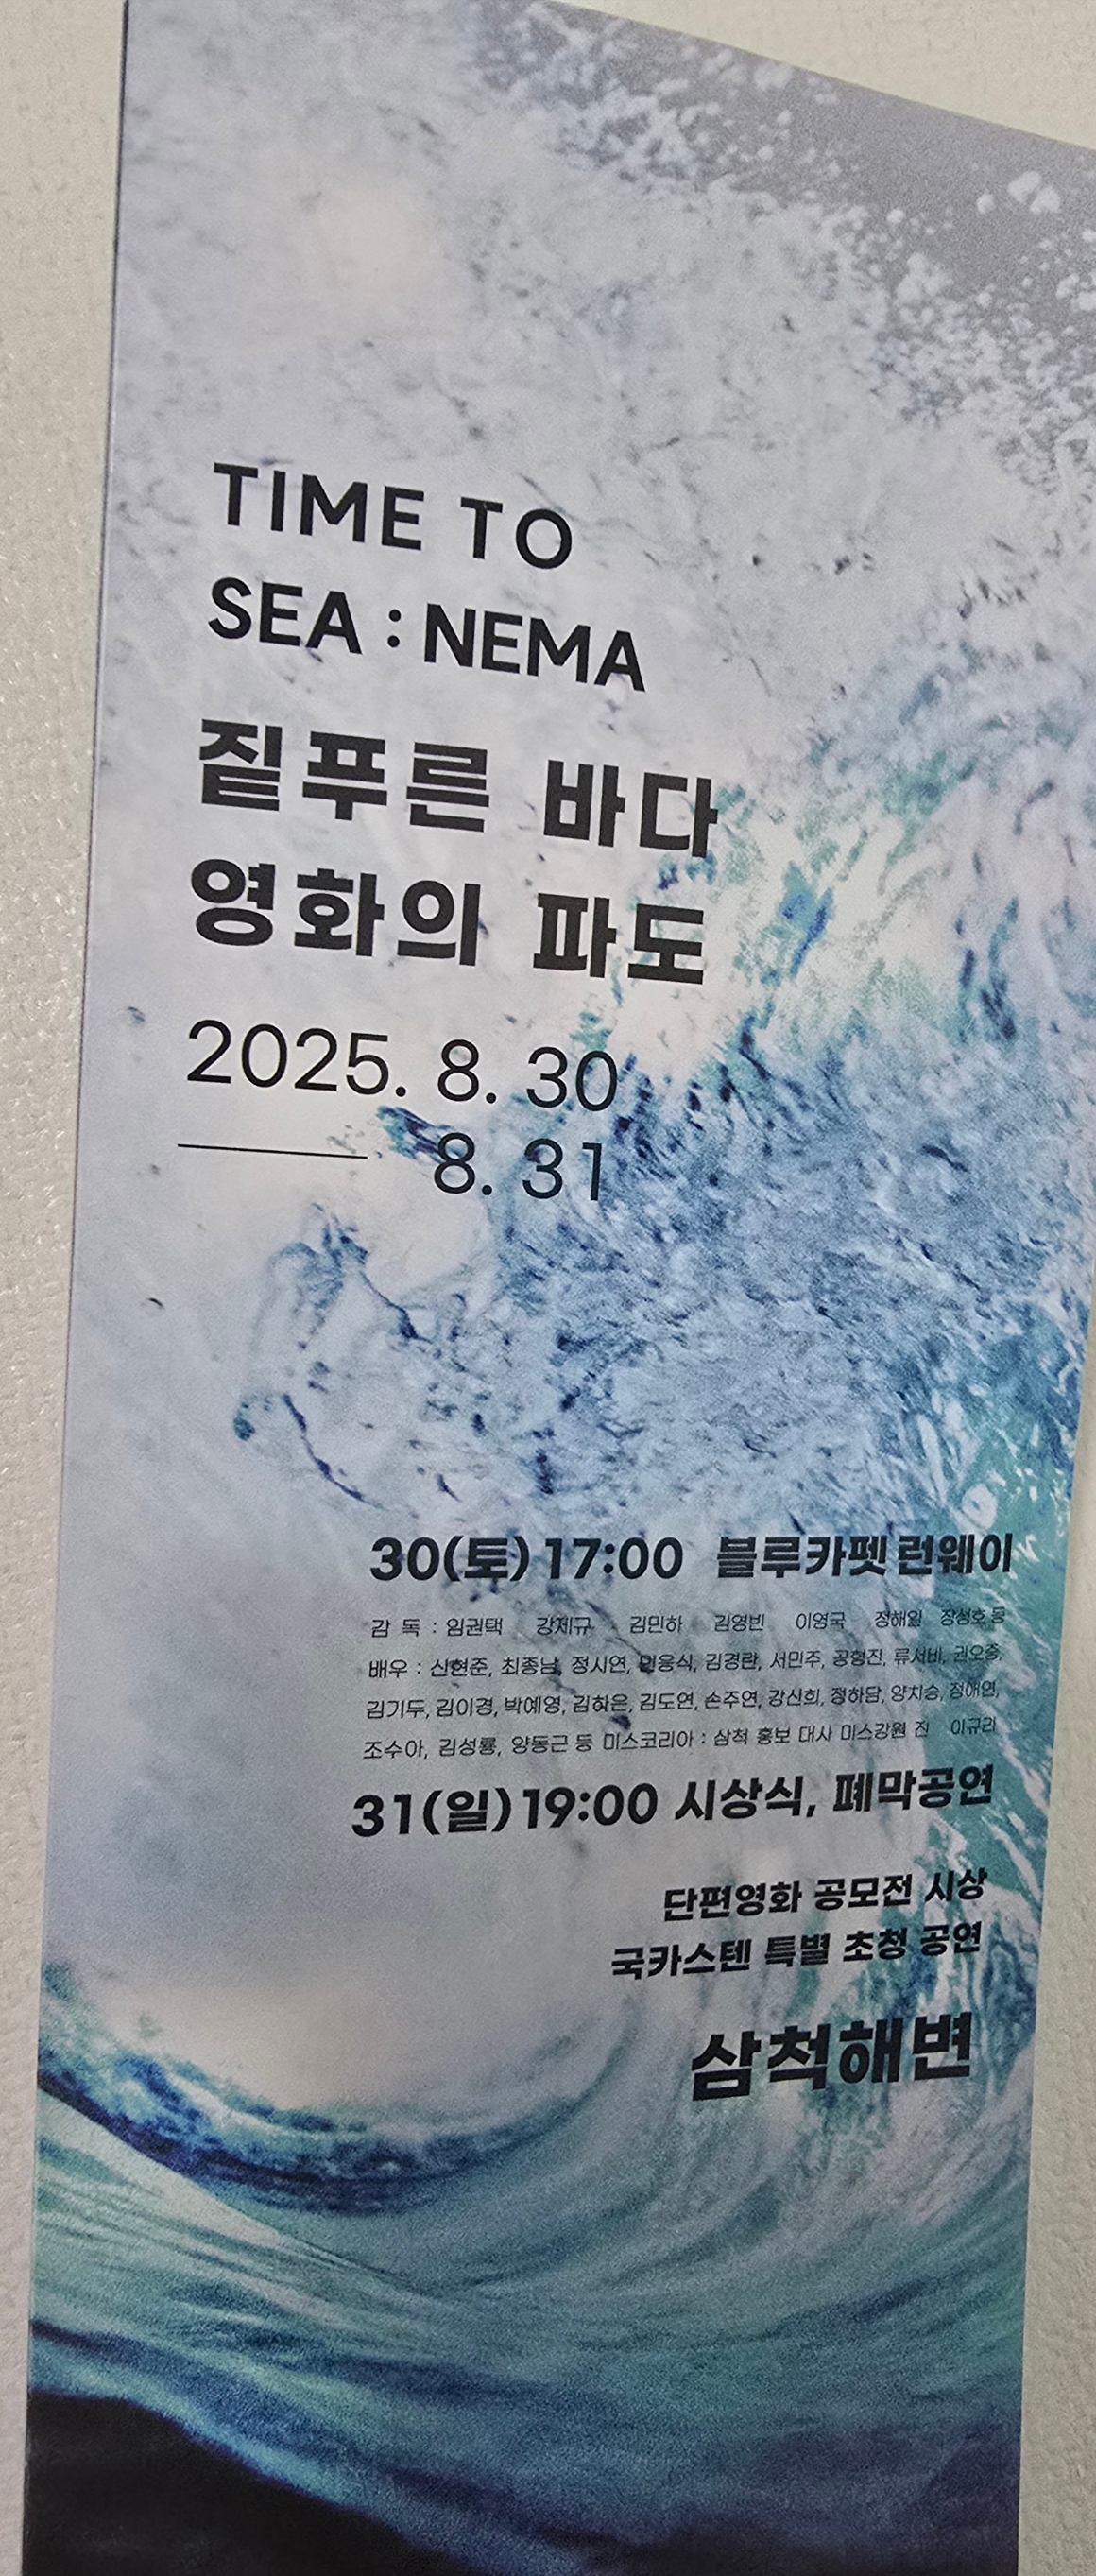 TIME TO
SEA : NEMA
짙푸른 바다
영화의 파도
2025. 8. 30
8. 31
30(토) 17:00 블루카펫 런웨이
감 독 : 임권택 강제규 김민하 김영빈 이영국 정해일 장성호 등
배우 : 신현준, 최종남, 정시연, 김경란, 서민주, 공형진, 류서비, 권오중,
김기두, 김이경, 박예영, 김하은, 김도연, 손주연, 강신희, 정하담, 양치승, 정애연,
조수아, 김성룡, 양동근 등 미스코리아 : 삼척 홍보 대사 미스강원 진 이규리
31(일) 19:00 시상식, 폐막공연
단편영화 공모전 시상
국카스텐 특별 초청 공연
삼척해변